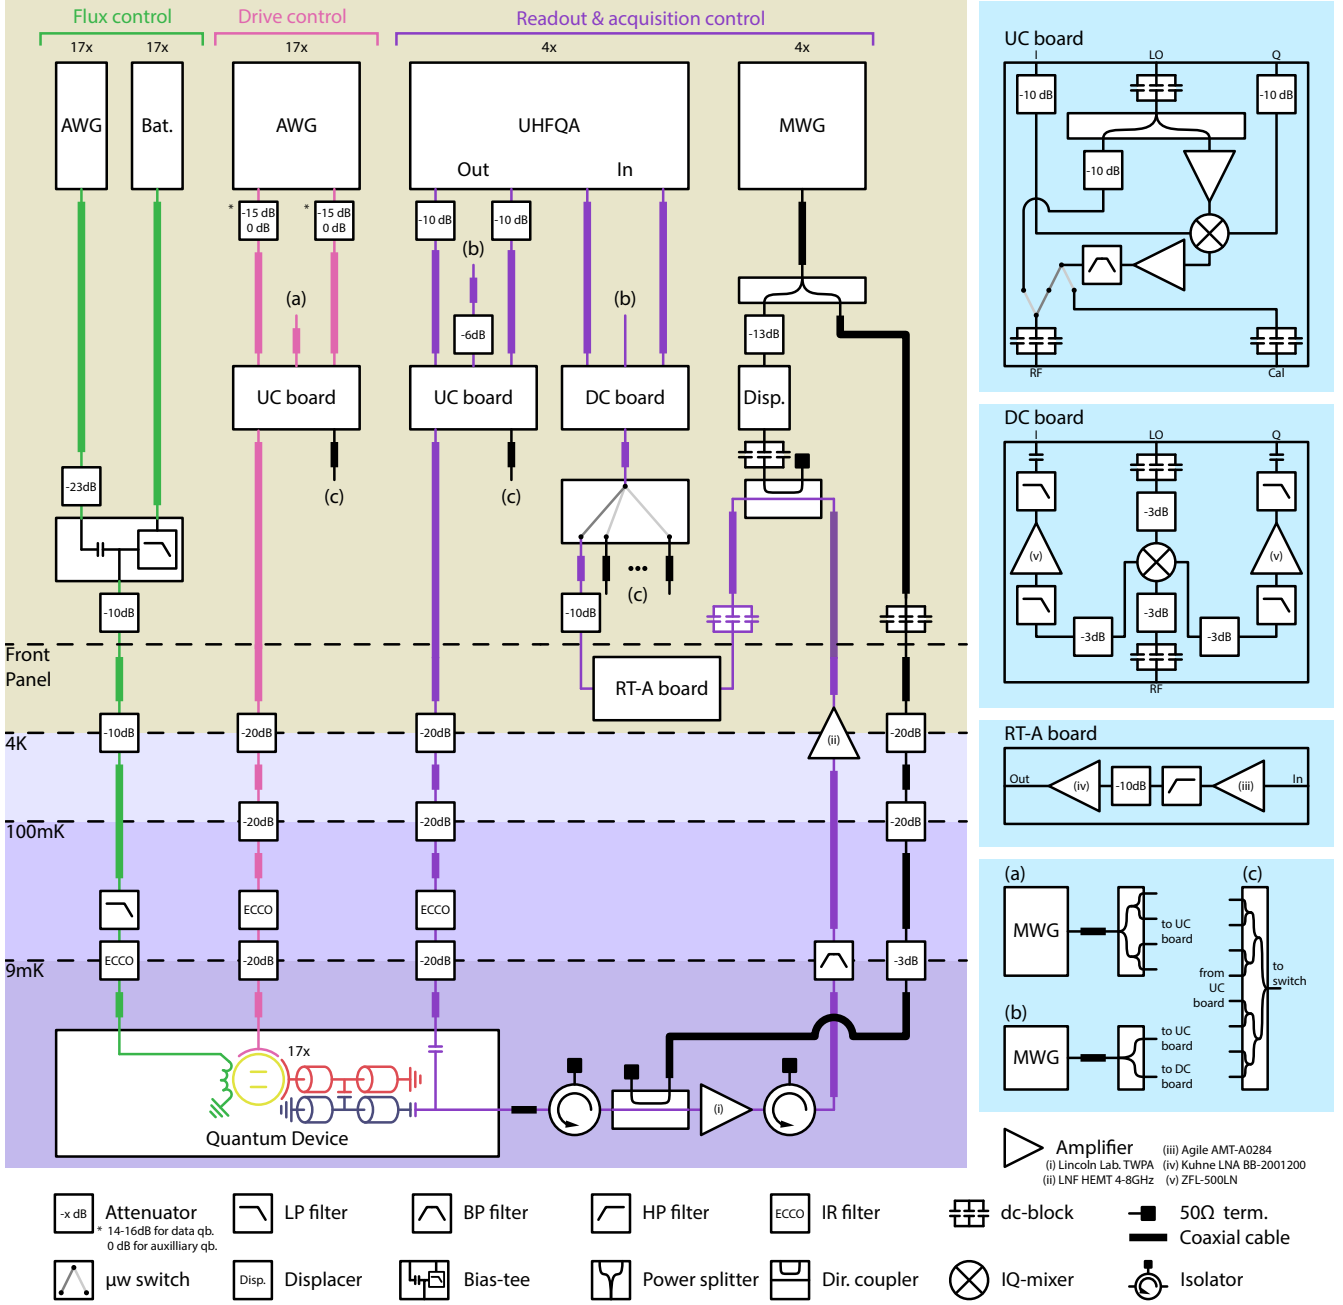 Flux control
Drive control
Readout & acquisition control
17x
17x
17x
4x
4x
AWG
Bat.
AWG
UHFQA
Out
In
MWG
*
-15 dB
0 dB
*
-15 dB
0 dB
-10 dB
-10 dB
(b)
(a)
(b)
-6dB
-13dB
UC board
UC board
DC board
Disp.
-23dB
(c)
(c)
-10dB
-10dB
•••
(c)
Front
Panel
RT-A board
4K
-10dB
-20dB
-20dB
(ii)
-20dB
100mK
-20dB
-20dB
-20dB
ECCO
ECCO
9mK
ECCO
-20dB
-20dB
-3dB
17x
Quantum Device
(i)
UC board
I
LO
Q
-10 dB
-10 dB
-10 dB
RF
Cal
DC board
I
LO
Q
-3dB
(v)
(v)
-3dB
-3dB
-3dB
RF
RT-A board
Out
(iv)
-10dB
(iii)
In
(a)
MWG
to UC
board
(b)
MWG
to UC
board
to DC
board
(c)
from
UC
board
to
switch
Amplifier
(i) Lincoln Lab. TWPA
(ii) LNF HEMT 4-8GHz
(iii) Agile AMT-A0284
(iv) Kuhne LNA BB-2001200
(v) ZFL-500LN
-x dB
Attenuator
* 14-16dB for data qb.
0 dB for auxilliary qb.
LP filter
BP filter
HP filter
ECCO
IR filter
dc-block
50Ω term.
Coaxial cable
μw switch
Disp.
Displacer
Bias-tee
Power splitter
Dir. coupler
IQ-mixer
Isolator